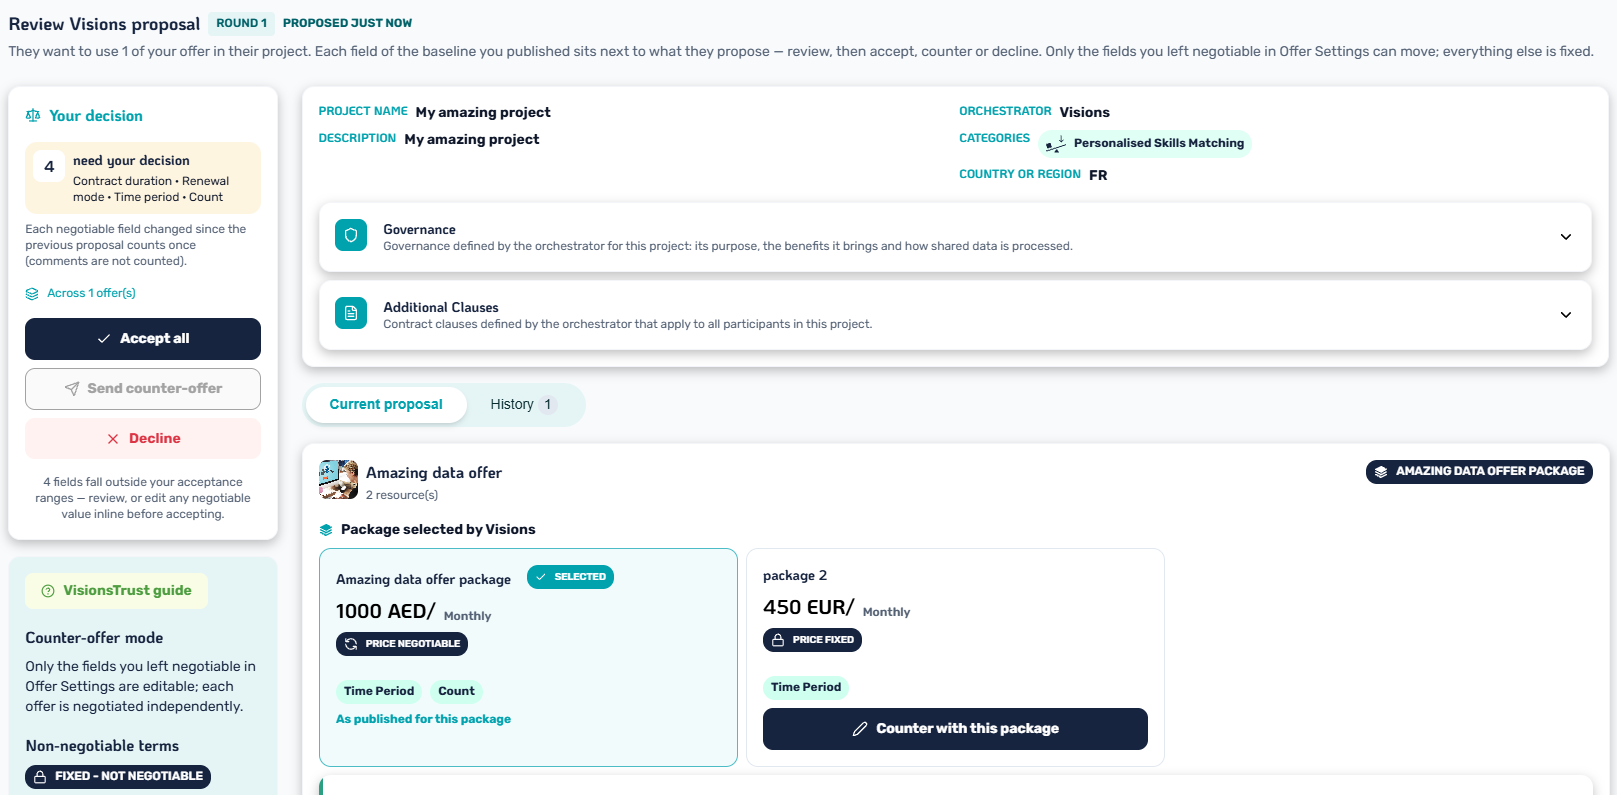 Review Visions proposal ROUND 1 PROPOSED JUST NOW
They want to use 1 of your offer in their project. Each field of the baseline you published sits next to what they propose — review, then accept, counter or decline. Only the fields you left negotiable in Offer Settings can move; everything else is fixed.
Your decision
4
need your decision
Contract duration • Renewal
mode • Time period • Count
Each negotiable field changed since the
previous proposal counts once
(comments are not counted).
Across 1 offer(s)
Accept all
Send counter-offer
Decline
4 fields fall outside your acceptance
ranges — review, or edit any negotiable
value inline before accepting.
VisionsTrust guide
Counter-offer mode
Only the fields you left negotiable in
Offer Settings are editable; each
offer is negotiated independently.
Non-negotiable terms
FIXED - NOT NEGOTIABLE
PROJECT NAME My amazing project
DESCRIPTION My amazing project
ORCHESTRATOR Visions
CATEGORIES Personalised Skills Matching
COUNTRY OR REGION FR
Governance
Governance defined by the orchestrator for this project: its purpose, the benefits it brings and how shared data is processed.
Additional Clauses
Contract clauses defined by the orchestrator that apply to all participants in this project.
Current proposal History 1
Amazing data offer
2 resource(s)
AMAZING DATA OFFER PACKAGE
Package selected by Visions
Amazing data offer package SELECTED
1000 AED/ Monthly
PRICE NEGOTIABLE
Time Period Count
As published for this package
package 2
450 EUR/ Monthly
PRICE FIXED
Time Period
Counter with this package